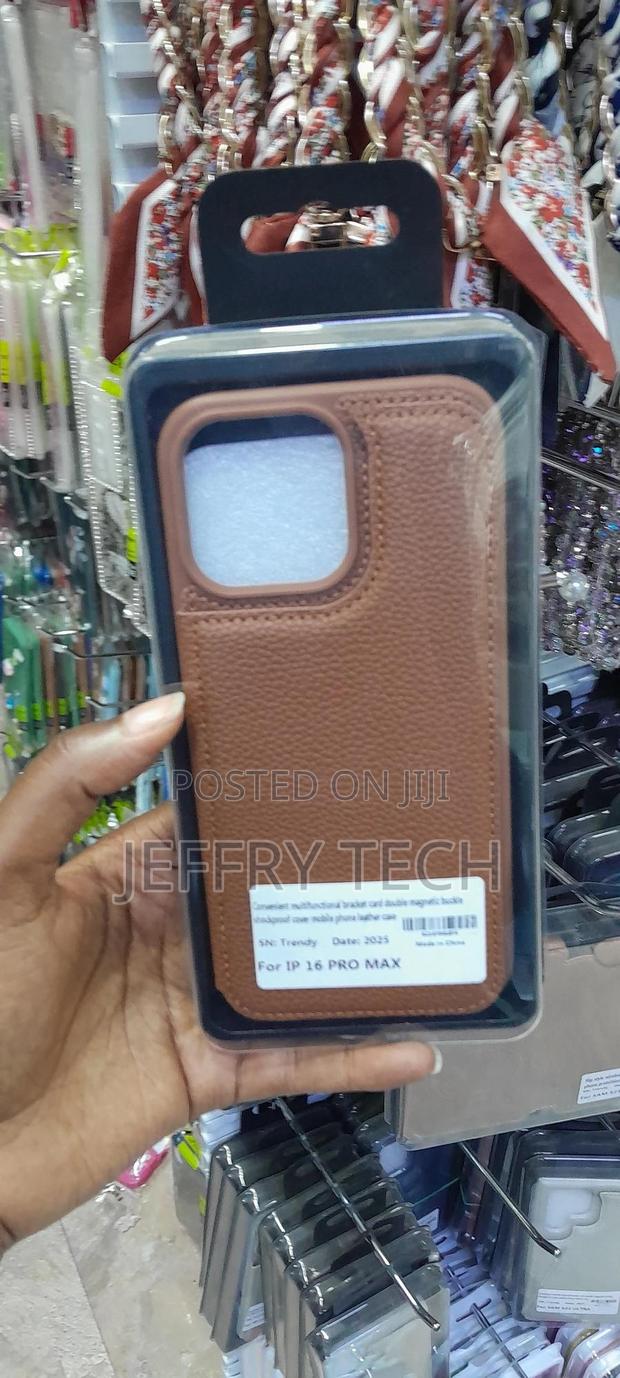 POSTED ON JIJI
JEFFRY TECH
Convenient multifunctional bracket card double magnetic buckle
shockproof cover mobile phone leather case
SN: Trendy Date: 2025
Made in China
For IP 16 PRO MAX